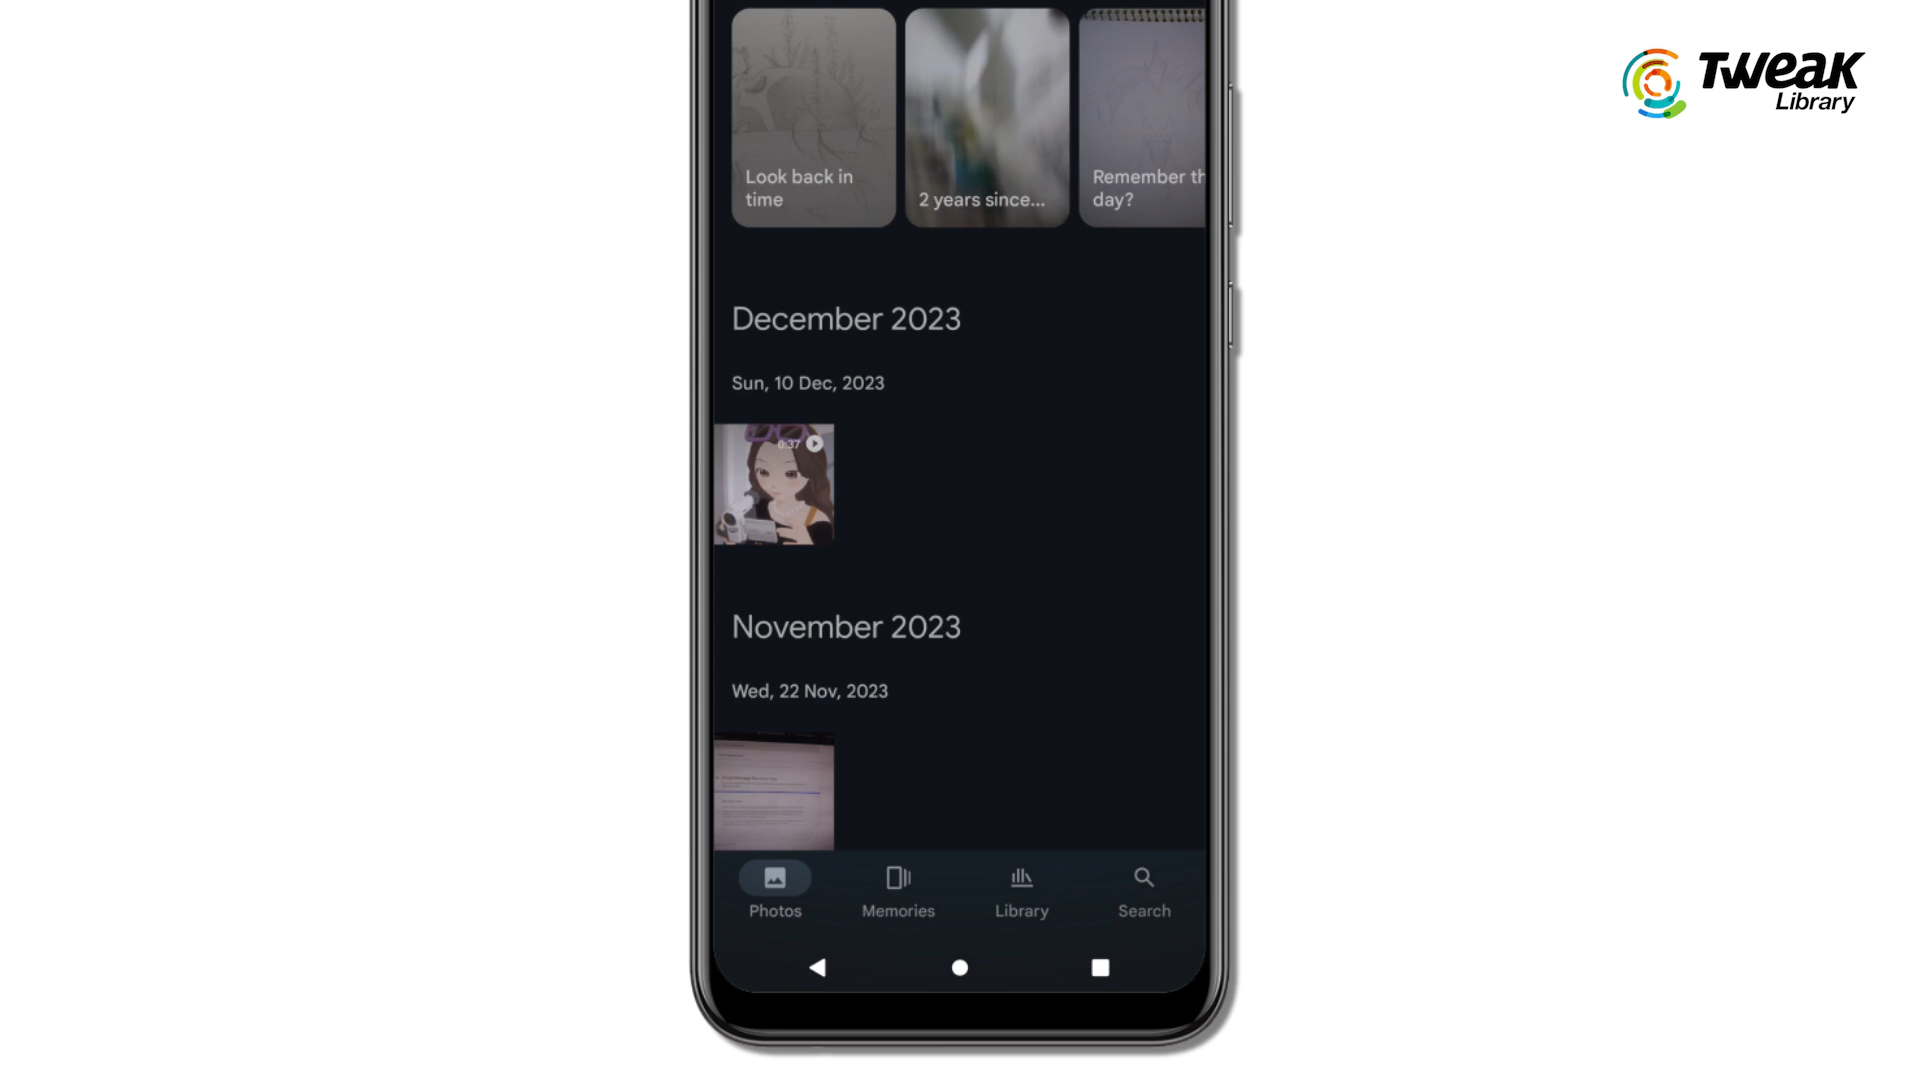 TWEAK
Library
Look back in
time
2 years since...
Remember th
day?
December 2023
Sun, 10 Dec, 2023
0:37
November 2023
Wed, 22 Nov, 2023
Photos
Memories
Library
Search